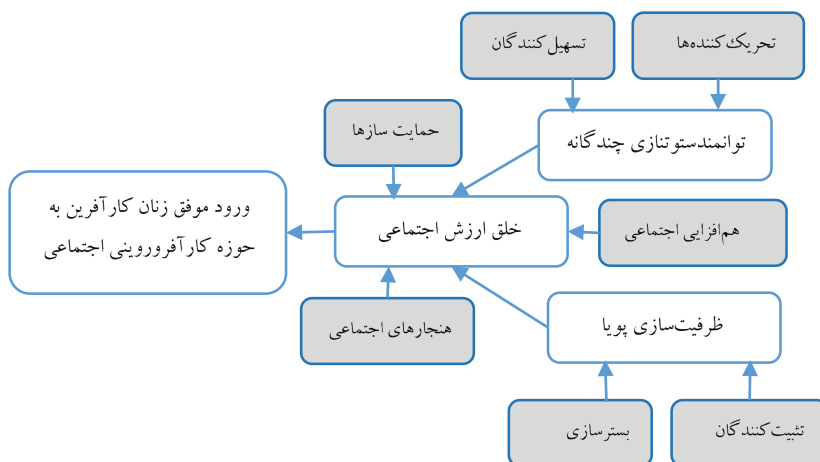 تحریک‌کننده‌ها
تسهیل‌کنندگان
حمایت سازها
توانمندستوتنازی چندگانه
ورود موفق زنان کارآفرین به
حوزه کارآفروروینی اجتماعی
خلق ارزش اجتماعی
هم‌افزایی اجتماعی
هنجارهای اجتماعی
ظرفیت‌سازی پویا
تثبیت‌کنندگان
بسترسازی